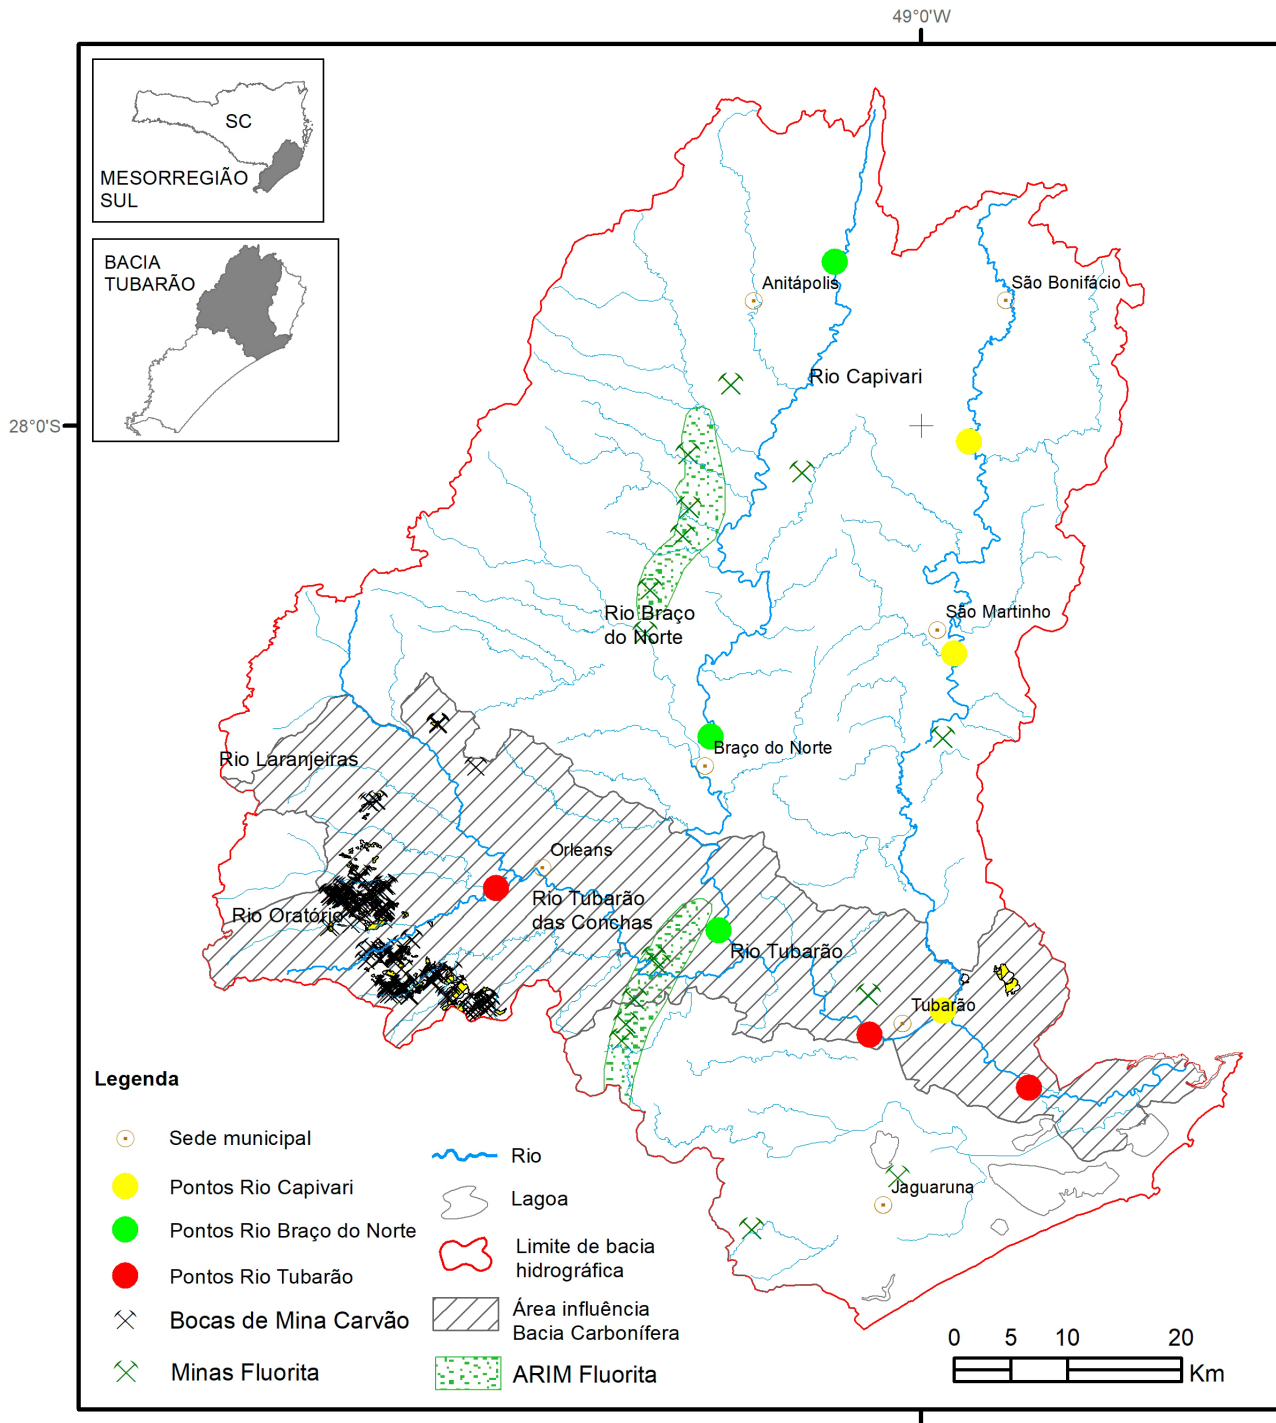 49°0'W
SC
MESORREGIÃO
SUL
BACIA
TUBARÃO
Anitápolis
São Bonifácio
Rio Capivari
28°0'S
Rio Braço
do Norte
São Martinho
Braço do Norte
Rio Laranjeiras
Orleans
Rio Tubarão
das Conchas
Rio Oratório
Rio Tubarão
Tubarão
Jaguaruna
Legenda
Sede municipal
Pontos Rio Capivari
Pontos Rio Braço do Norte
Pontos Rio Tubarão
Bocas de Mina Carvão
Minas Fluorita
Rio
Lagoa
Limite de bacia
hidrográfica
Área influência
Bacia Carbonífera
ARIM Fluorita
0 5 10 20
Km